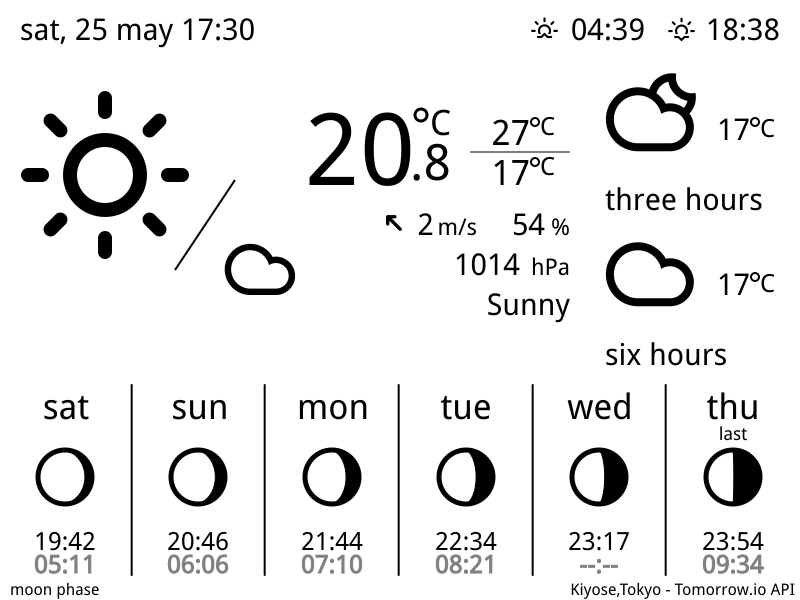 sat, 25 may 17:30
04:39 18:38
20.8 °C
27°C
17°C
17°C
three hours
2 m/s 54 %
1014 hPa
Sunny
17°C
six hours
sat sun mon tue wed thu
last
19:42 20:46 21:44 22:34 23:17 23:54
05:11 06:06 07:10 08:21 --:-- 09:34
moon phase
Kiyose,Tokyo - Tomorrow.io API